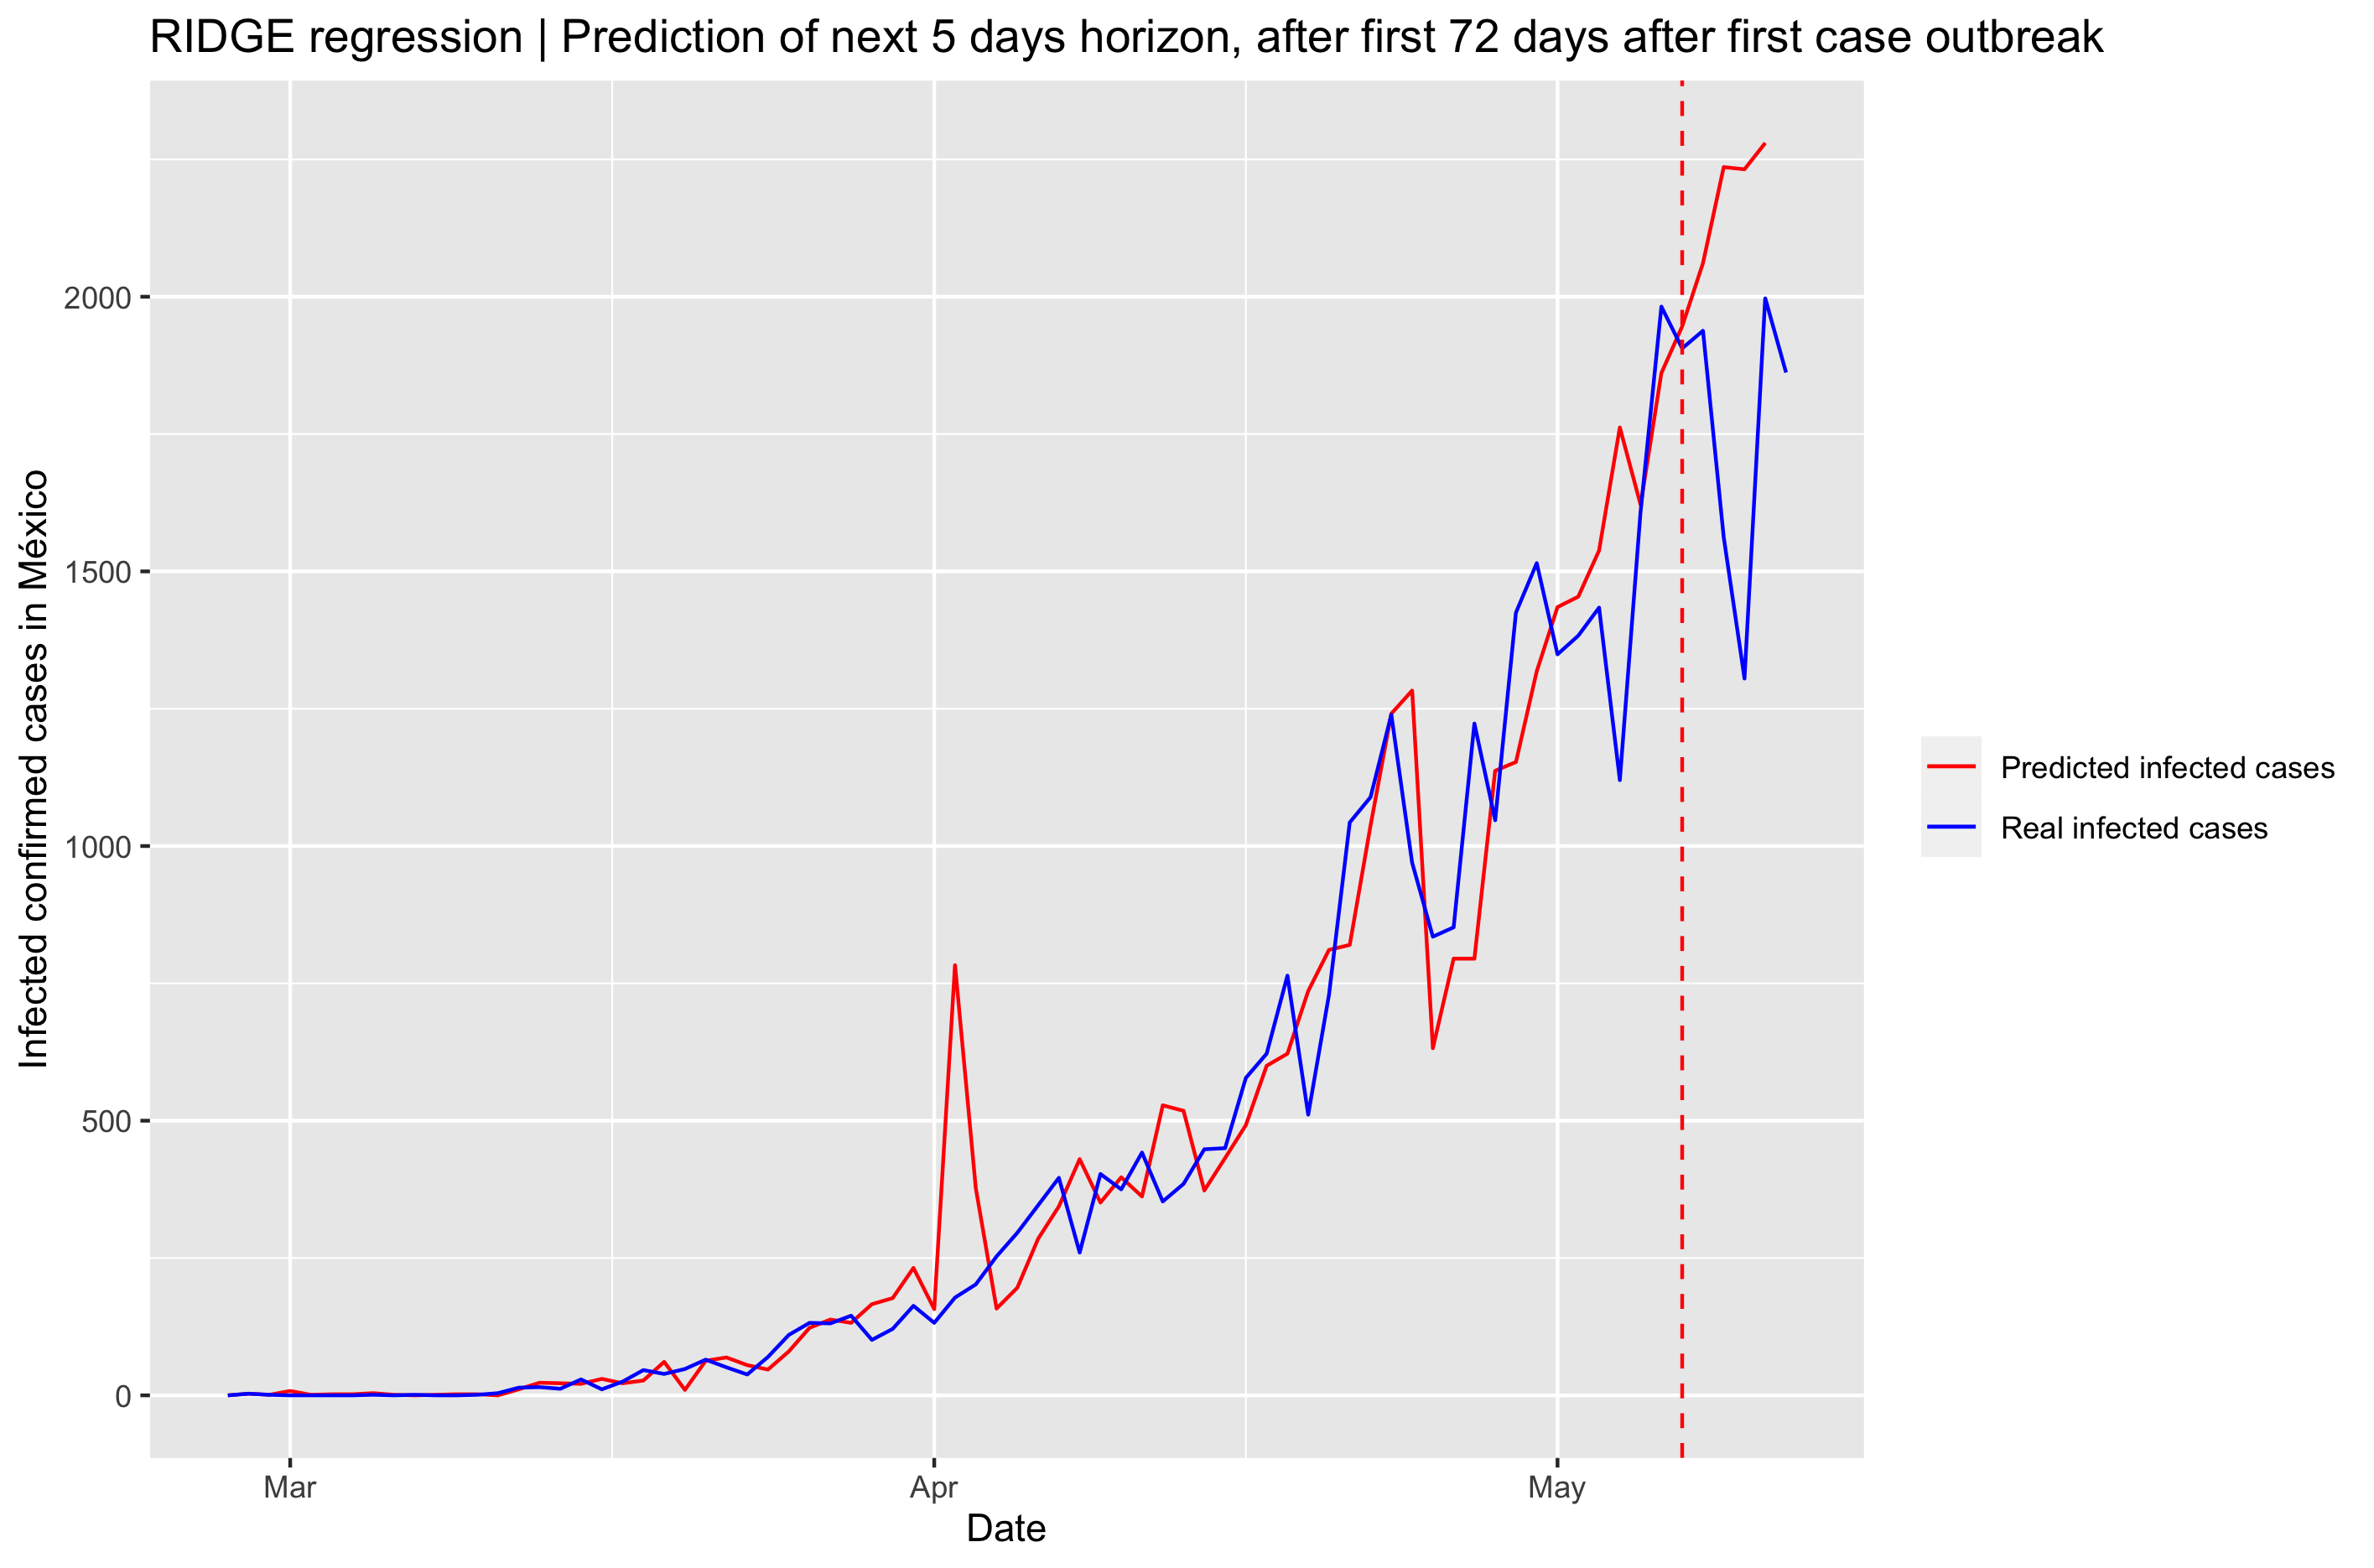 RIDGE regression | Prediction of next 5 days horizon, after first 72 days after first case outbreak
Infected confirmed cases in México
2000
1500
1000
500
0
Mar
Apr
May
Date
Predicted infected cases
Real infected cases